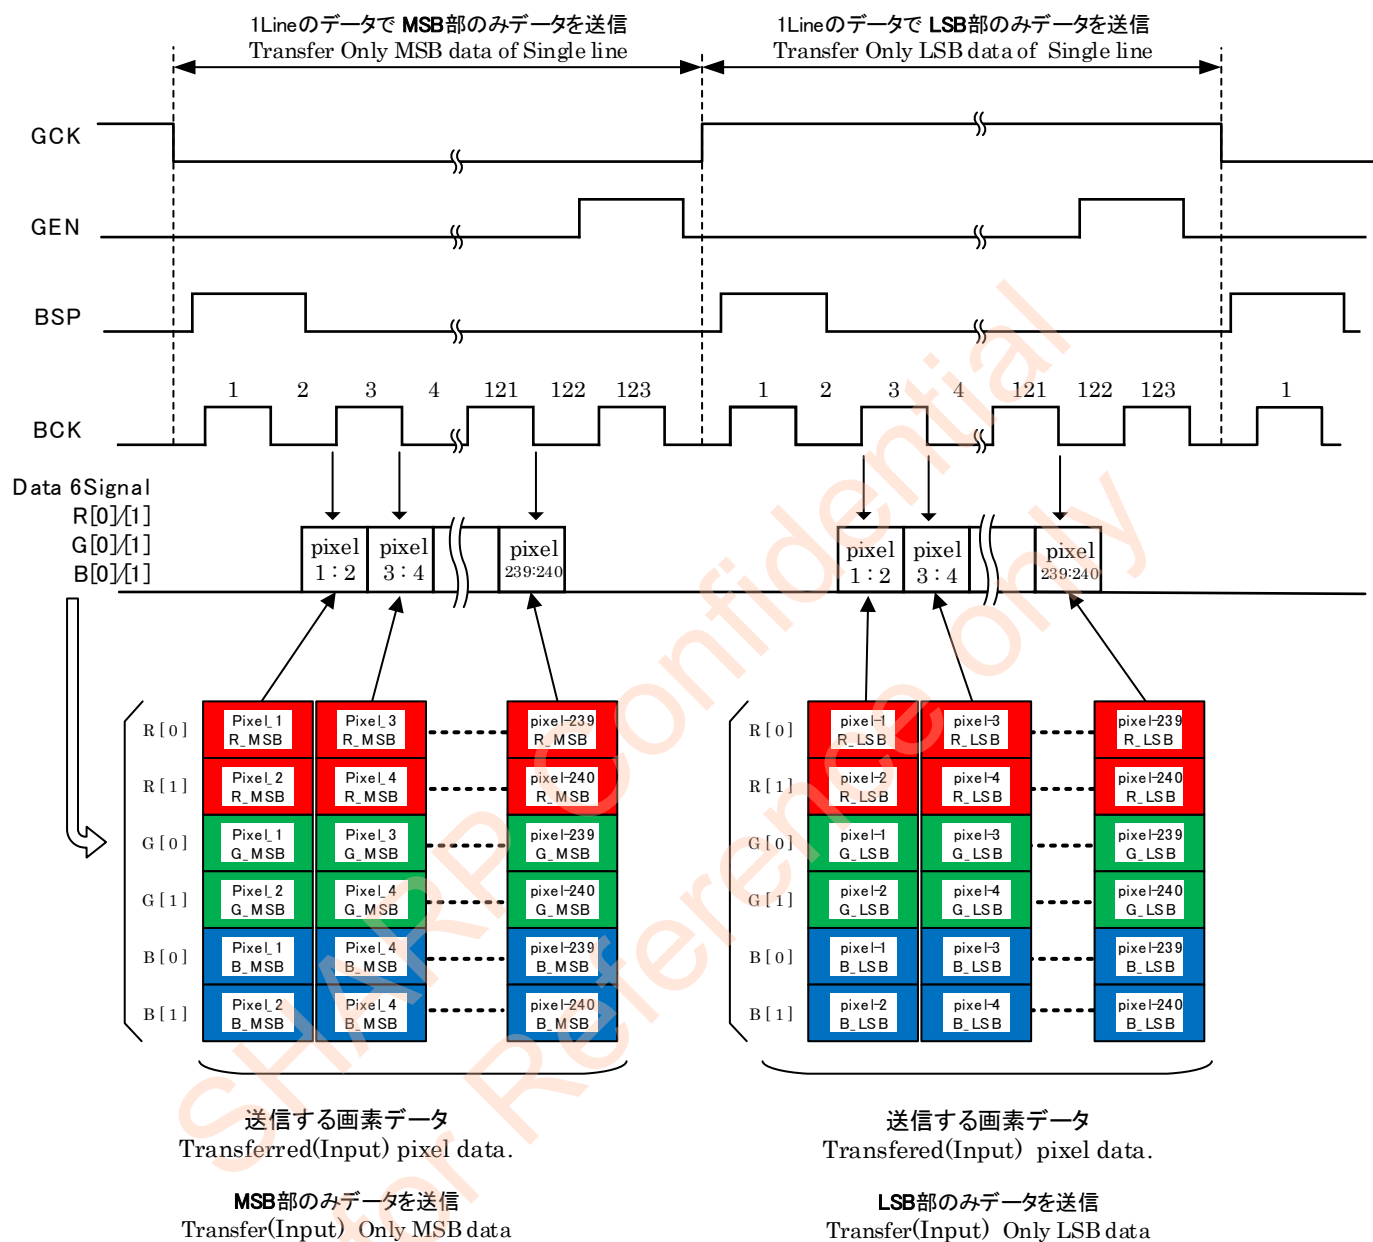 1Lineのデータで MSB部のみデータを送信
Transfer Only MSB data of Single line
1Lineのデータで LSB部のみデータを送信
Transfer Only LSB data of Single line
GCK
GEN
BSP
1 2 3 4 121 122 123 1 2 3 4 121 122 123 1
BCK
Data 6Signal
R[0]/[1]
G[0]/[1]
B[0]/[1]
pixel
1:2
pixel
3:4
pixel
239:240
pixel
1:2
pixel
3:4
pixel
239:240
R[0]
Pixel_1
R_MSB
Pixel_3
R_MSB
pixel-239
R_MSB
R[1]
Pixel_2
R_MSB
Pixel_4
R_MSB
pixel-240
R_MSB
G[0]
Pixel_1
G_MSB
Pixel_3
G_MSB
pixel-239
G_MSB
G[1]
Pixel_2
G_MSB
Pixel_4
G_MSB
pixel-240
G_MSB
B[0]
Pixel_1
B_MSB
Pixel_4
B_MSB
pixel-239
B_MSB
B[1]
Pixel_2
B_MSB
Pixel_4
B_MSB
pixel-240
B_MSB
R[0]
pixel-1
R_LSB
pixel-3
R_LSB
pixel-239
R_LSB
R[1]
pixel-2
R_LSB
pixel-4
R_LSB
pixel-240
R_LSB
G[0]
pixel-1
G_LSB
pixel-3
G_LSB
pixel-239
G_LSB
G[1]
pixel-2
G_LSB
pixel-4
G_LSB
pixel-240
G_LSB
B[0]
pixel-1
B_LSB
pixel-3
B_LSB
pixel-239
B_LSB
B[1]
pixel-2
B_LSB
pixel-4
B_LSB
pixel-240
B_LSB
送信する画素データ
Transferred(Input) pixel data.
送信する画素データ
Transfered(Input) pixel data.
MSB部のみデータを送信
Transfer(Input) Only MSB data
LSB部のみデータを送信
Transfer(Input) Only LSB data
SHARP Confidential
for Reference only